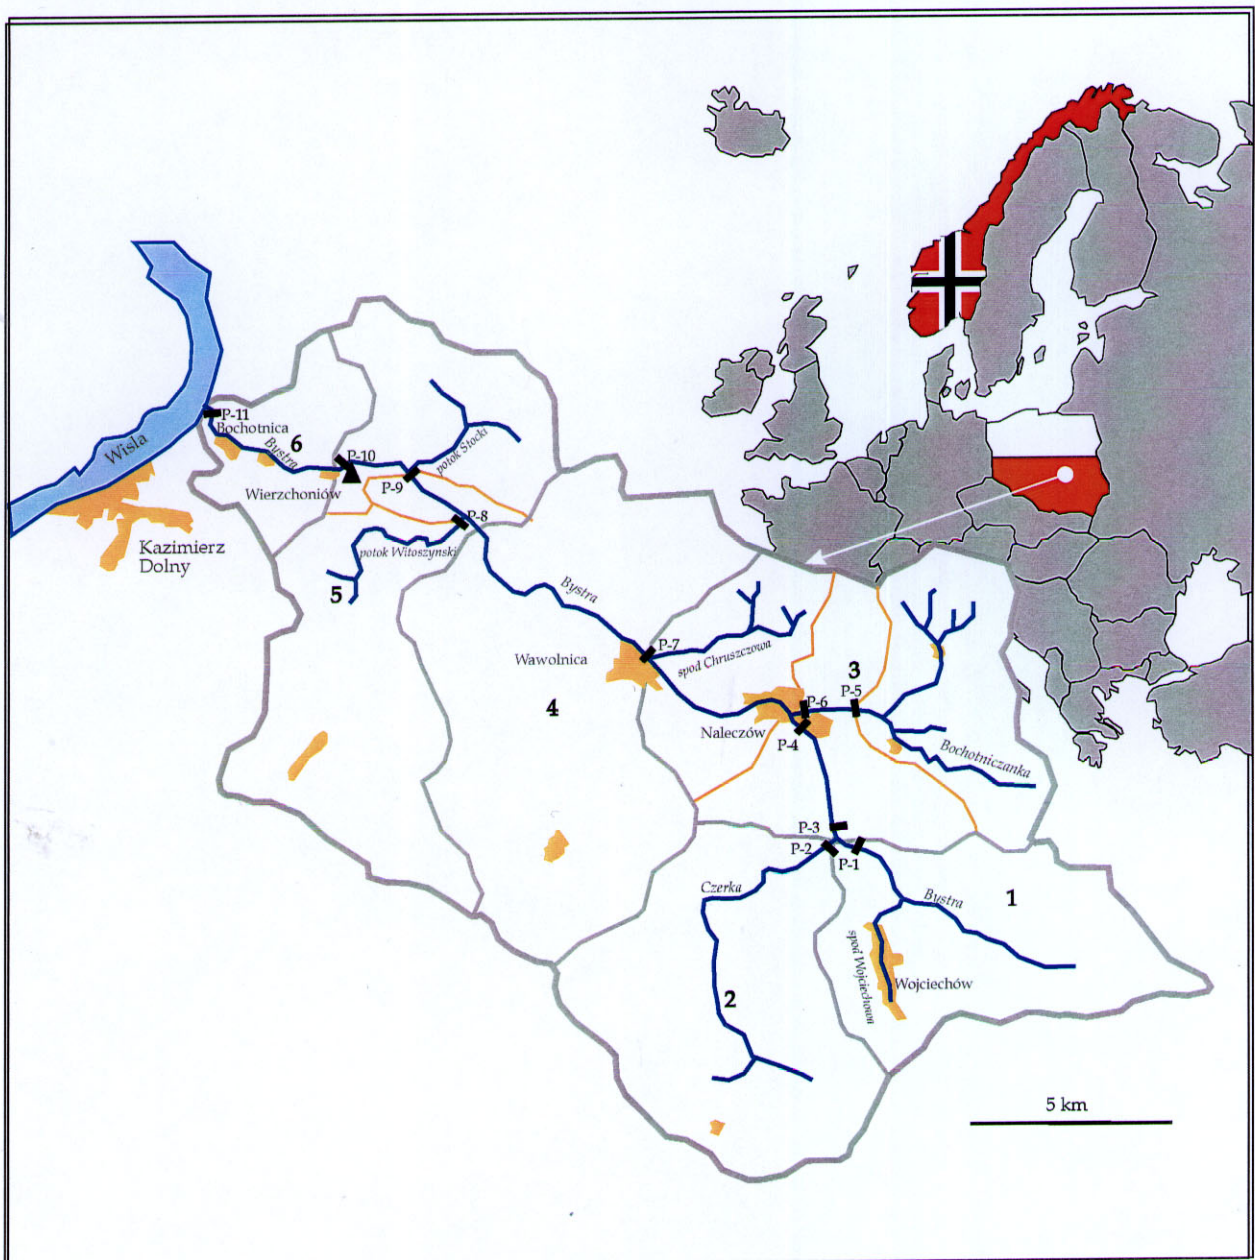 P-11
Bochotnica
Wisla
Bystra
6
P-10
potok Stocki
Wierzchoniów
P-9
P-8
Kazimierz
Dolny
potok Witoszynski
5
Bystra
P-7
Wawolnica
spod Chruszczowa
3
4
P-6
P-5
Naleczów
P-4
Bochotniczanka
P-3
P-2
P-1
Czerka
Bystra
1
spod Wojciechowa
Wojciechów
2
5 km